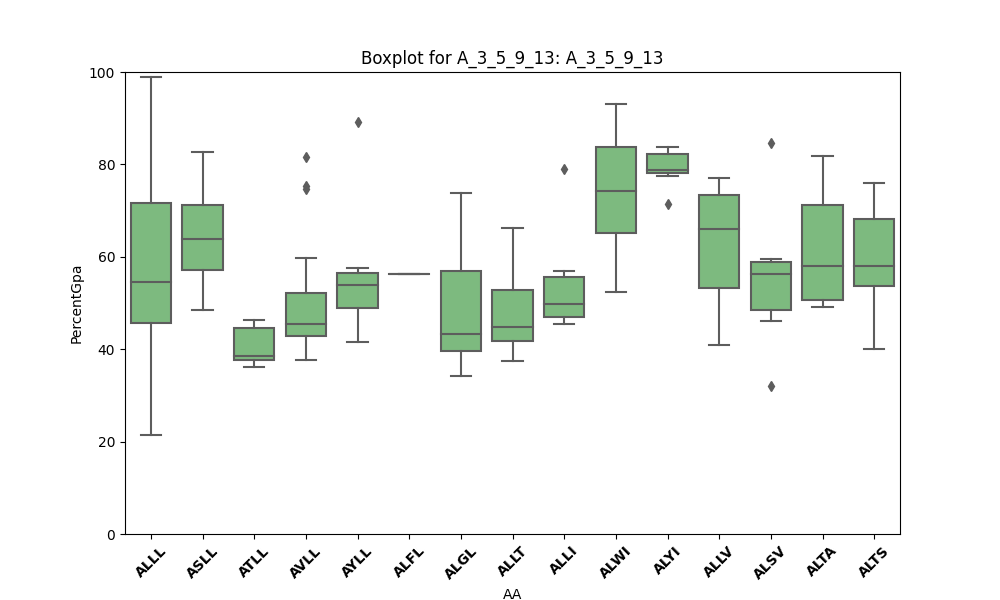 Boxplot for A_3_5_9_13: A_3_5_9_13
PercentGpa
100
80
60
40
20
0
ALLL ASLL ATLL AVLL AYLL ALFL ALGL ALLT ALLI ALWI ALYI ALLV ALSV ALTA ALTS
AA